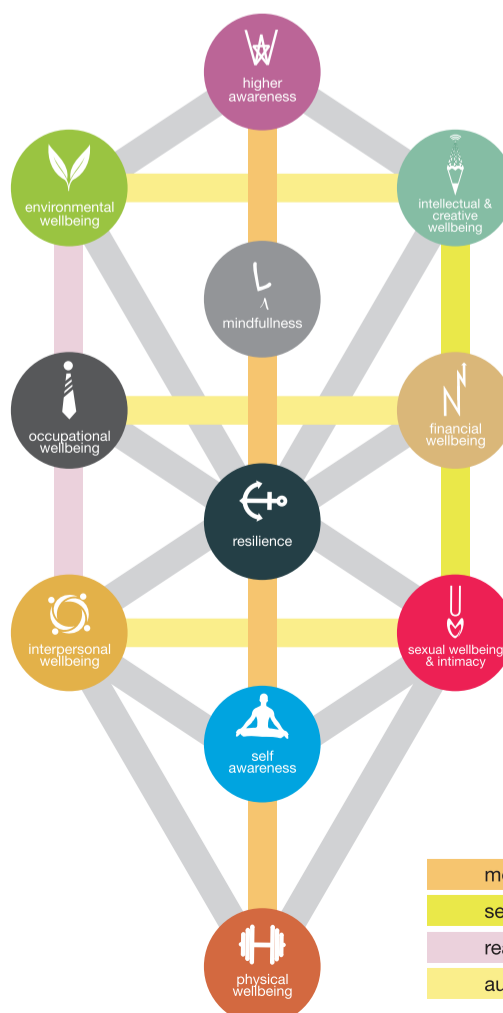 higher
awareness
environmental
wellbeing
intellectual &
creative
wellbeing
mindfullness
occupational
wellbeing
financial
wellbeing
resilience
interpersonal
wellbeing
sexual wellbeing
& intimacy
self
awareness
physical
wellbeing